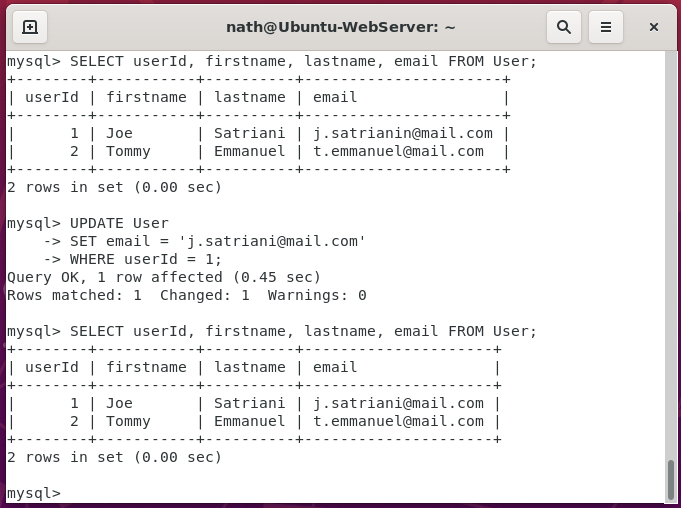 nath@Ubuntu-WebServer: ~
mysql> SELECT userId, firstname, lastname, email FROM User;
+--------+-----------+----------+----------------------+
| userId | firstname | lastname | email                |
+--------+-----------+----------+----------------------+
|      1 | Joe       | Satriani | j.satrianin@mail.com |
|      2 | Tommy     | Emmanuel | t.emmanuel@mail.com  |
+--------+-----------+----------+----------------------+
2 rows in set (0.00 sec)

mysql> UPDATE User
    -> SET email = 'j.satriani@mail.com'
    -> WHERE userId = 1;
Query OK, 1 row affected (0.45 sec)
Rows matched: 1  Changed: 1  Warnings: 0

mysql> SELECT userId, firstname, lastname, email FROM User;
+--------+-----------+----------+---------------------+
| userId | firstname | lastname | email               |
+--------+-----------+----------+---------------------+
|      1 | Joe       | Satriani | j.satriani@mail.com |
|      2 | Tommy     | Emmanuel | t.emmanuel@mail.com |
+--------+-----------+----------+---------------------+
2 rows in set (0.00 sec)

mysql>